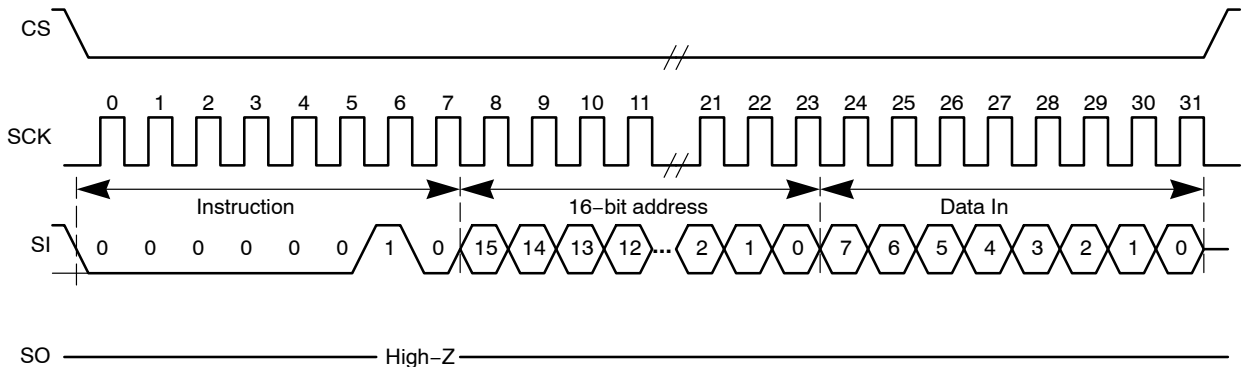 CS
0 1 2 3 4 5 6 7 8 9 10 11 21 22 23 24 25 26 27 28 29 30 31
SCK
Instruction 16−bit address Data In
SI 0 0 0 0 0 0 1 0 15 14 13 12 ... 2 1 0 7 6 5 4 3 2 1 0
SO High−Z